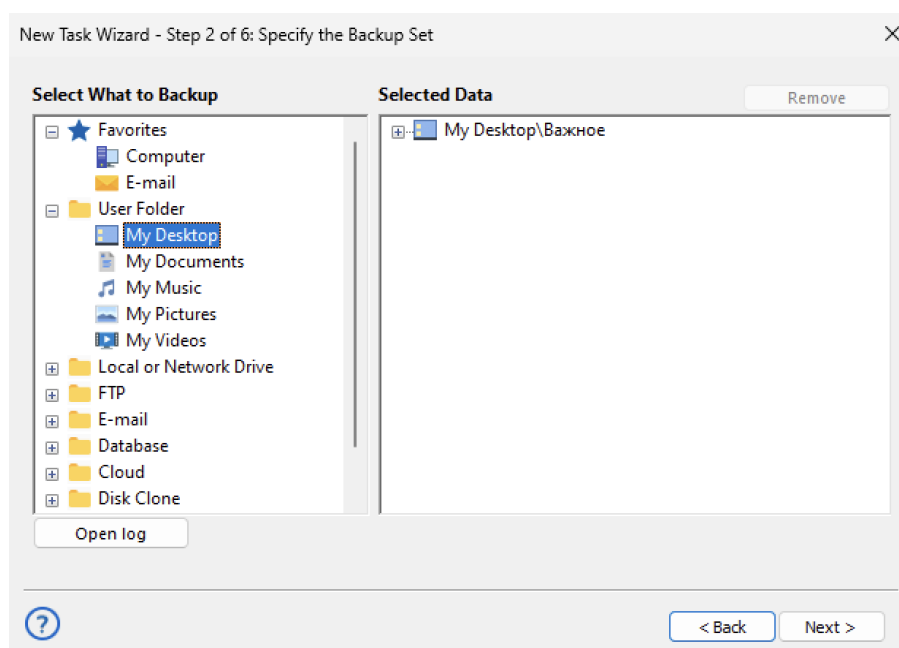 New Task Wizard - Step 2 of 6: Specify the Backup Set
Select What to Backup
Favorites
Computer
E-mail
User Folder
My Desktop
My Documents
My Music
My Pictures
My Videos
Local or Network Drive
FTP
E-mail
Database
Cloud
Disk Clone
Open log
Selected Data
Remove
My Desktop\Важное
?
< Back
Next >